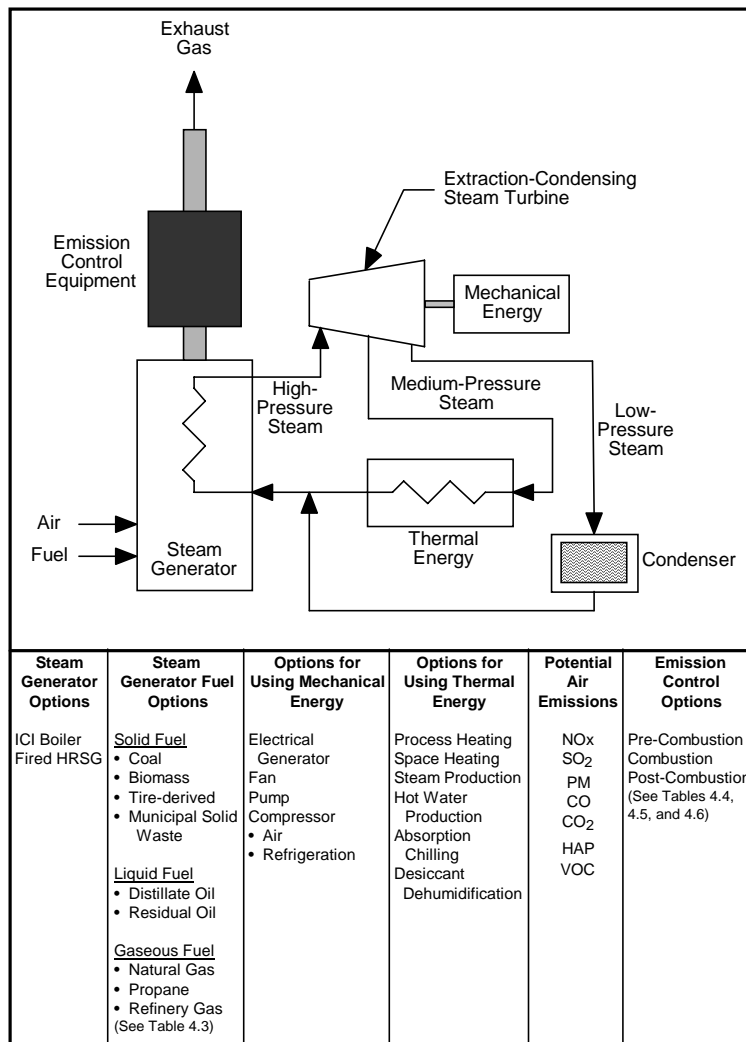 Exhaust
Gas
Extraction-Condensing
Steam Turbine
Emission
Control
Equipment
Mechanical
Energy
High-
Pressure
Steam
Medium-Pressure
Steam
Low-
Pressure
Steam
Air
Fuel
Steam
Generator
Thermal
Energy
Condenser
Steam
Generator
Options
ICI Boiler
Fired HRSG
Steam
Generator Fuel
Options
Solid Fuel
• Coal
• Biomass
• Tire-derived
• Municipal Solid
Waste
Liquid Fuel
• Distillate Oil
• Residual Oil
Gaseous Fuel
• Natural Gas
• Propane
• Refinery Gas
(See Table 4.3)
Options for
Using Mechanical
Energy
Electrical
Generator
Fan
Pump
Compressor
• Air
• Refrigeration
Options for
Using Thermal
Energy
Process Heating
Space Heating
Steam Production
Hot Water
Production
Absorption
Chilling
Desiccant
Dehumidification
Potential
Air
Emissions
NOx
SO2
PM
CO
CO2
HAP
VOC
Emission
Control
Options
Pre-Combustion
Combustion
Post-Combustion
(See Tables 4.4,
4.5, and 4.6)